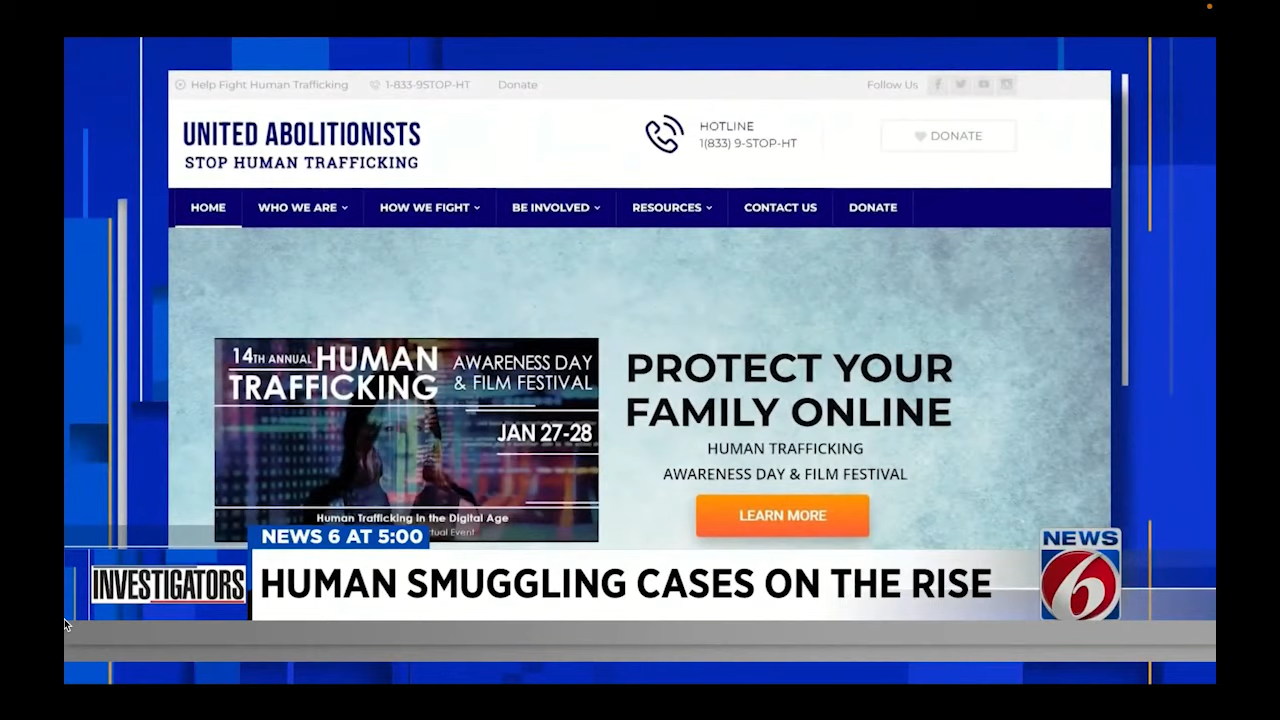 Help Fight Human Trafficking 1-833-9STOP-HT Donate Follow Us
UNITED ABOLITIONISTS
STOP HUMAN TRAFFICKING
HOTLINE
1(833) 9-STOP-HT
DONATE
HOME WHO WE ARE HOW WE FIGHT BE INVOLVED RESOURCES CONTACT US DONATE
14TH ANNUAL HUMAN
TRAFFICKING
AWARENESS DAY
& FILM FESTIVAL
JAN 27-28
Human Trafficking in the Digital Age
Event
PROTECT YOUR
FAMILY ONLINE
HUMAN TRAFFICKING
AWARENESS DAY & FILM FESTIVAL
LEARN MORE
NEWS 6 AT 5:00
INVESTIGATORS
HUMAN SMUGGLING CASES ON THE RISE
NEWS
6